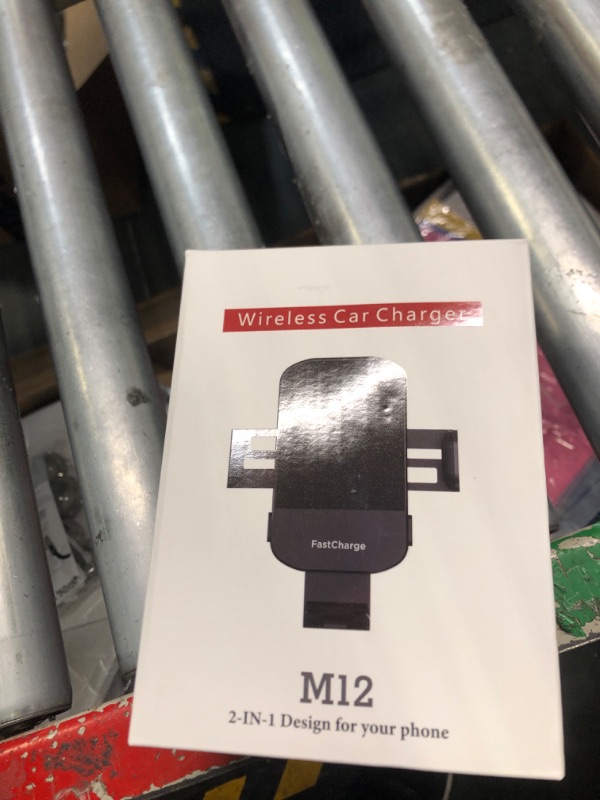 Wireless Car Charger
FastCharge
M12
2-IN-1 Design for your phone